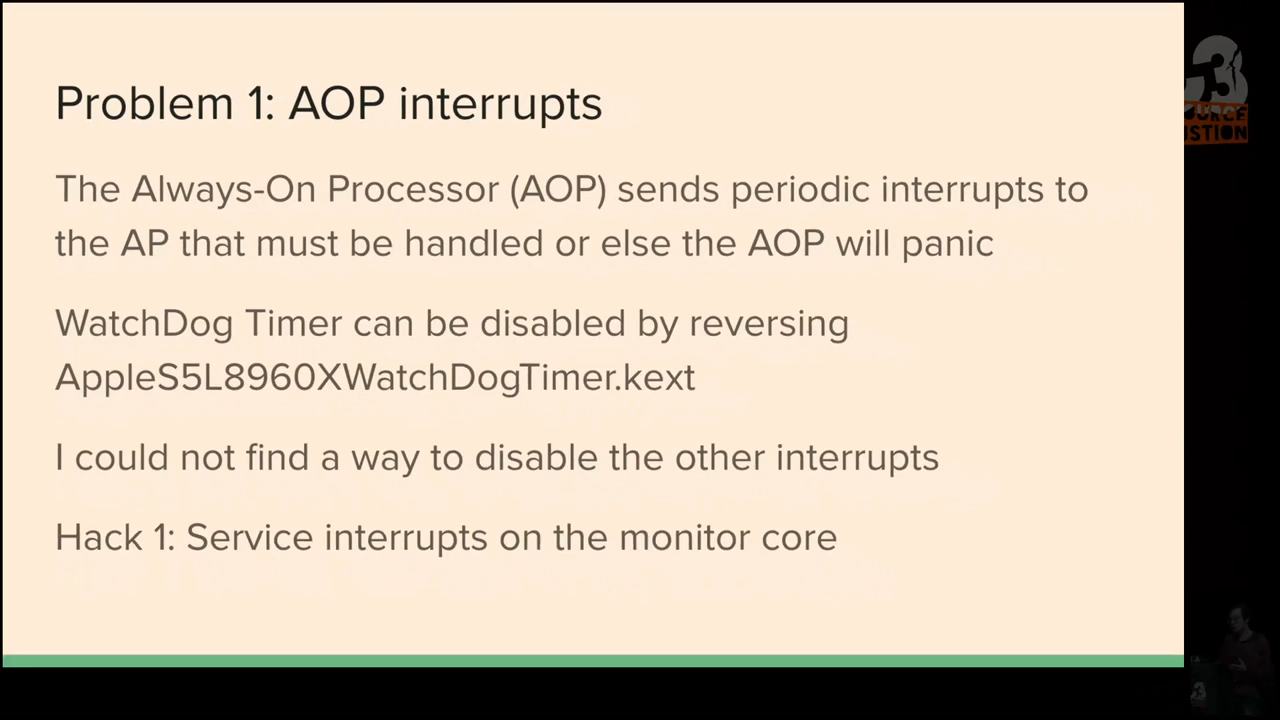 Problem 1: AOP interrupts
The Always-On Processor (AOP) sends periodic interrupts to
the AP that must be handled or else the AOP will panic
WatchDog Timer can be disabled by reversing
AppleS5L8960XWatchDogTimer.kext
I could not find a way to disable the other interrupts
Hack 1: Service interrupts on the monitor core